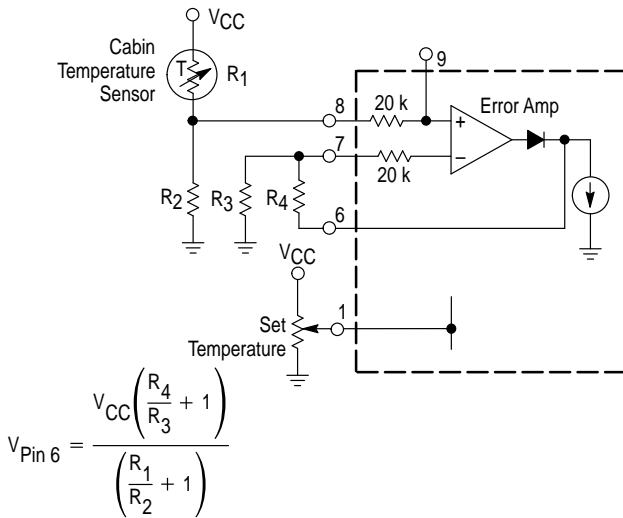 VCC
Cabin
Temperature
Sensor
T
R1
9
8
20 k
Error Amp
+
7
20 k
−
R2
R3
R4
6
VCC
1
Set
Temperature
VPin 6 = VCC(R4/R3 + 1) / (R1/R2 + 1)